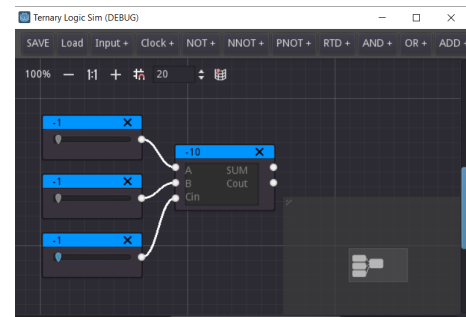 Ternary Logic Sim (DEBUG)
SAVE Load Input + Clock + NOT + NNOT + PNOT + RTD + AND + OR + ADD +
100% 1:1 20
-1
-10
A SUM
-1
B Cout
Cin
-1